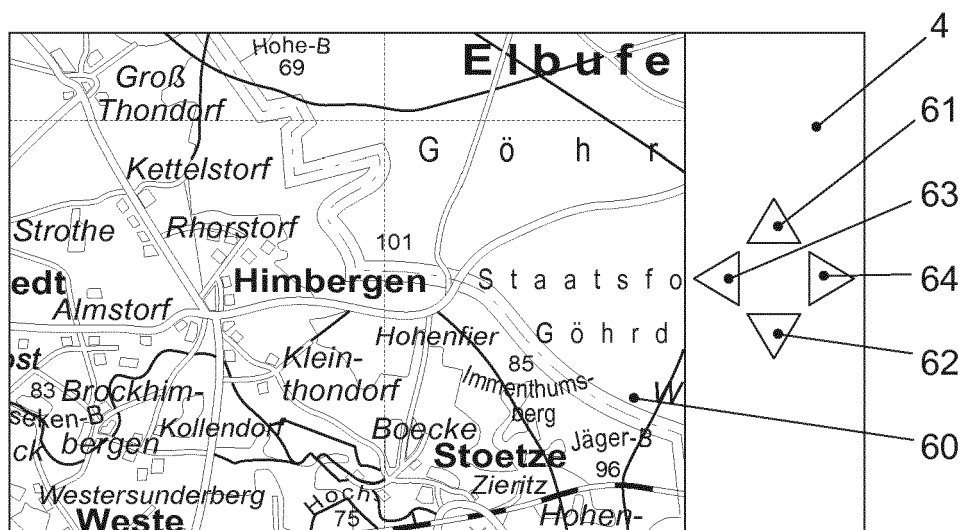 4
Hohe-B
69
Elbufe
Groß
Thondorf
61
Göhr
Kettelstorf
63
Strothe
Rhorstorf
101
edt
Himbergen
Staatsfo
64
Almstorf
Hohenfier
Göhrd
ost
Klein-
thondorf
85
62
83
Brockhim-
bergen
Immenthums-
berg
W
seken-B
ck
Kollendorf
Boecke
Jäger-B
96
60
Stoetze
Zieritz
Westersunderberg
Hochs
75
Weste
Hohen-